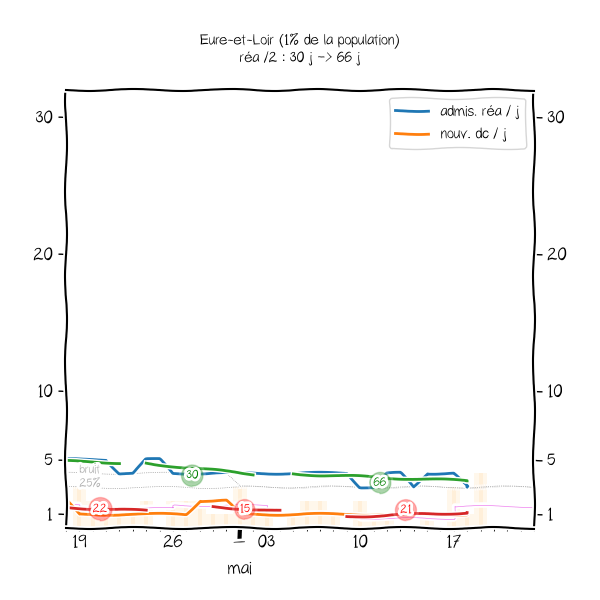 Eure-et-Loir (1% de la population)
réa /2 : 30 j -> 66 j
admis. réa / j
nouv. dc / j
30 30
20 20
10 10
5 5
bruit
25%
30
66
22
15
21
1 1
19 26 1 03 10 17
mai